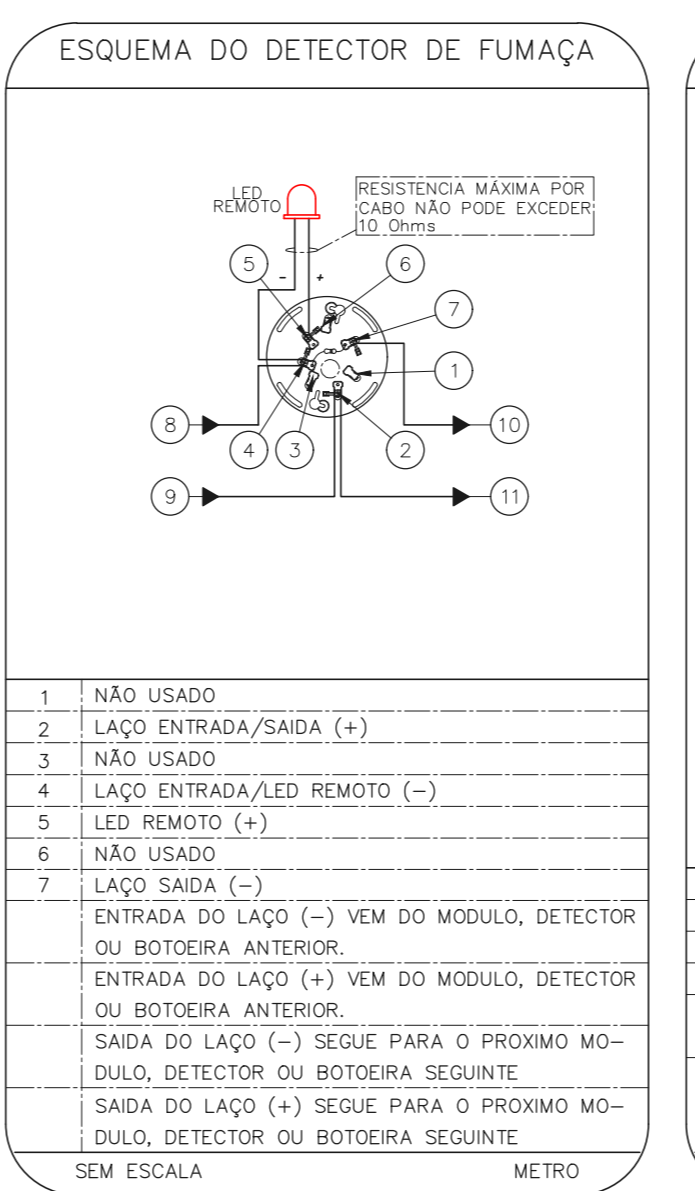 ESQUEMA DO DETECTOR DE FUMAÇA
LED
REMOTO
RESISTENCIA MÁXIMA POR
CABO NÃO PODE EXCEDER
10 Ohms
5
-
+
6
7
1
8
4
3
2
10
9
11
1 NÃO USADO
2 LAÇO ENTRADA/SAIDA (+)
3 NÃO USADO
4 LAÇO ENTRADA/LED REMOTO (-)
5 LED REMOTO (+)
6 NÃO USADO
7 LAÇO SAIDA (-)
ENTRADA DO LAÇO (-) VEM DO MODULO, DETECTOR
OU BOTOEIRA ANTERIOR.
ENTRADA DO LAÇO (+) VEM DO MODULO, DETECTOR
OU BOTOEIRA ANTERIOR.
SAIDA DO LAÇO (-) SEGUE PARA O PROXIMO MO-
DULO, DETECTOR OU BOTOEIRA SEGUINTE
SAIDA DO LAÇO (+) SEGUE PARA O PROXIMO MO-
DULO, DETECTOR OU BOTOEIRA SEGUINTE
SEM ESCALA METRO